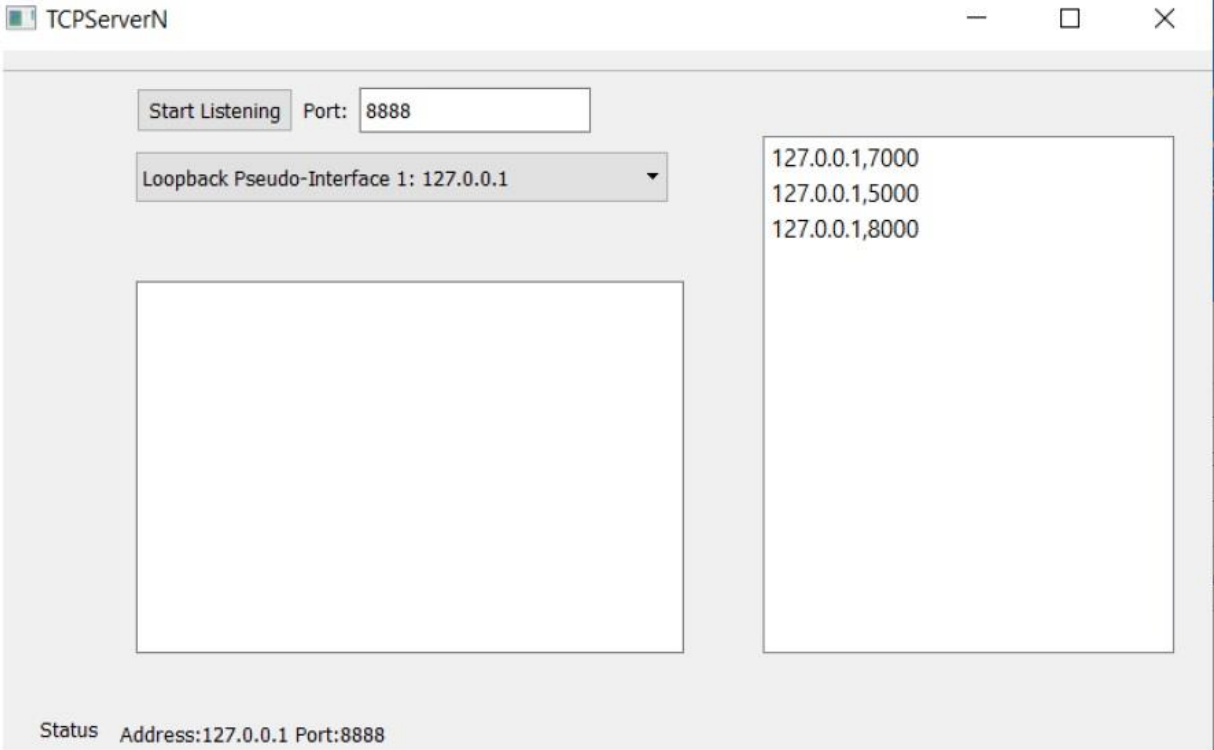 TCPServerN
Start Listening Port: 8888
Loopback Pseudo-Interface 1: 127.0.0.1
127.0.0.1,7000
127.0.0.1,5000
127.0.0.1,8000
Status Address:127.0.0.1 Port:8888